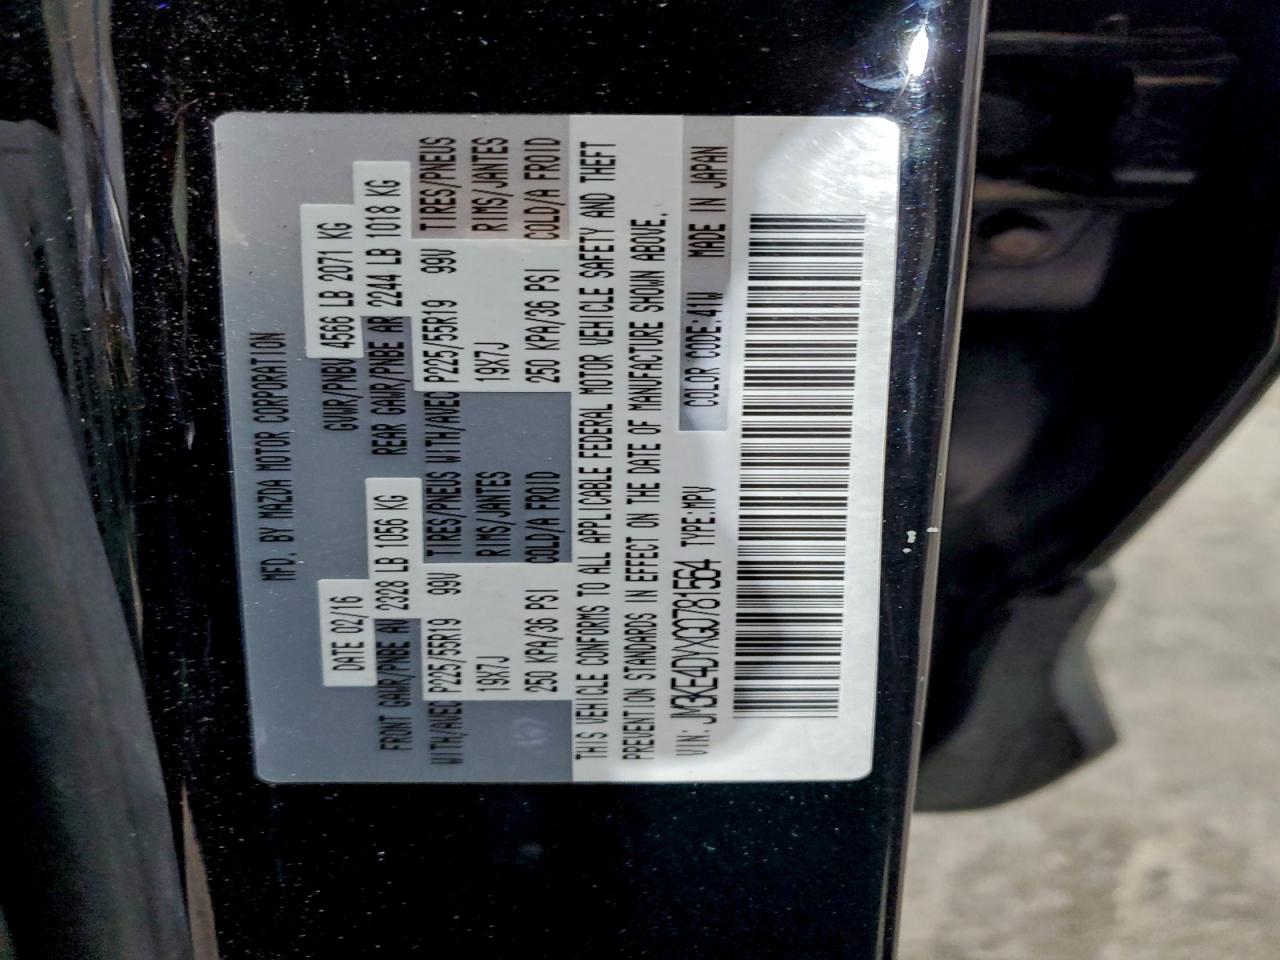 MFD. BY MAZDA MOTOR CORPORATION
DATE 02/16 GVWR/PNBV 4566 LB 2071 KG
FRONT GAWR/PNBE AV 2328 LB 1056 KG REAR GAWR/PNBE AR 2244 LB 1018 KG
WITH/AVEC P225/55R19 99V TIRES/PNEUS WITH/AVEC P225/55R19 99V TIRES/PNEUS
19X7J RIMS/JANTES 19X7J RIMS/JANTES
250 KPA/36 PSI COLD/A FROID 250 KPA/36 PSI COLD/A FROID
THIS VEHICLE CONFORMS TO ALL APPLICABLE FEDERAL MOTOR VEHICLE SAFETY AND THEFT
PREVENTION STANDARDS IN EFFECT ON THE DATE OF MANUFACTURE SHOWN ABOVE.
VIN: JM3KE4DYXG0781564 TYPE:MPV COLOR CODE:41W MADE IN JAPAN